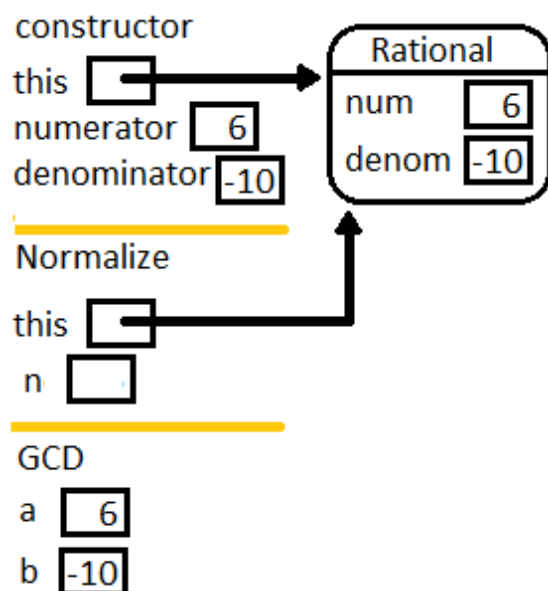 constructor
this
numerator 6
denominator -10
Rational
num 6
denom -10
Normalize
this
n
GCD
a 6
b -10